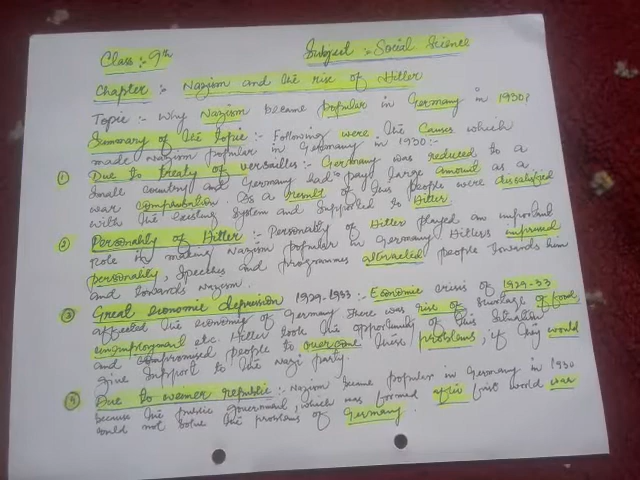 Class :- 9th Subject :- Social Science
Chapter :- Nazism and the rise of Hitler
Topic :- Why Nazism became popular in Germany in 1930?
Summary of the topic :- Following were the causes which
made nazism popular in Germany in 1930:-
① Due to treaty of versailles :- Germany was reduced to a
small country and Germany had pay large amount as a
war compansation. As a result of this people were dissatisfied
with the existing system and supported to Hitler
② Personality of Hitler :- Personality of Hitler played an important
Role in making Nazism popular in Germany. Hitler's impressed
personality, speeches and programmes attracted people towards him
and towards Nazism.
③ Great economic depression 1929-1933 :- Economic crisis of 1929-33
affected the economy of Germany there was rise of shortage of food,
unemployment etc. Hitler took the opportunity of this situation
and compromised people to overcome these problems, if they would
give support to the nazi party.
Due to weimer republic :- Nazism became popular in Germany in 1930
because the public government, which was formed after first world war
could not solve the problems of Germany.